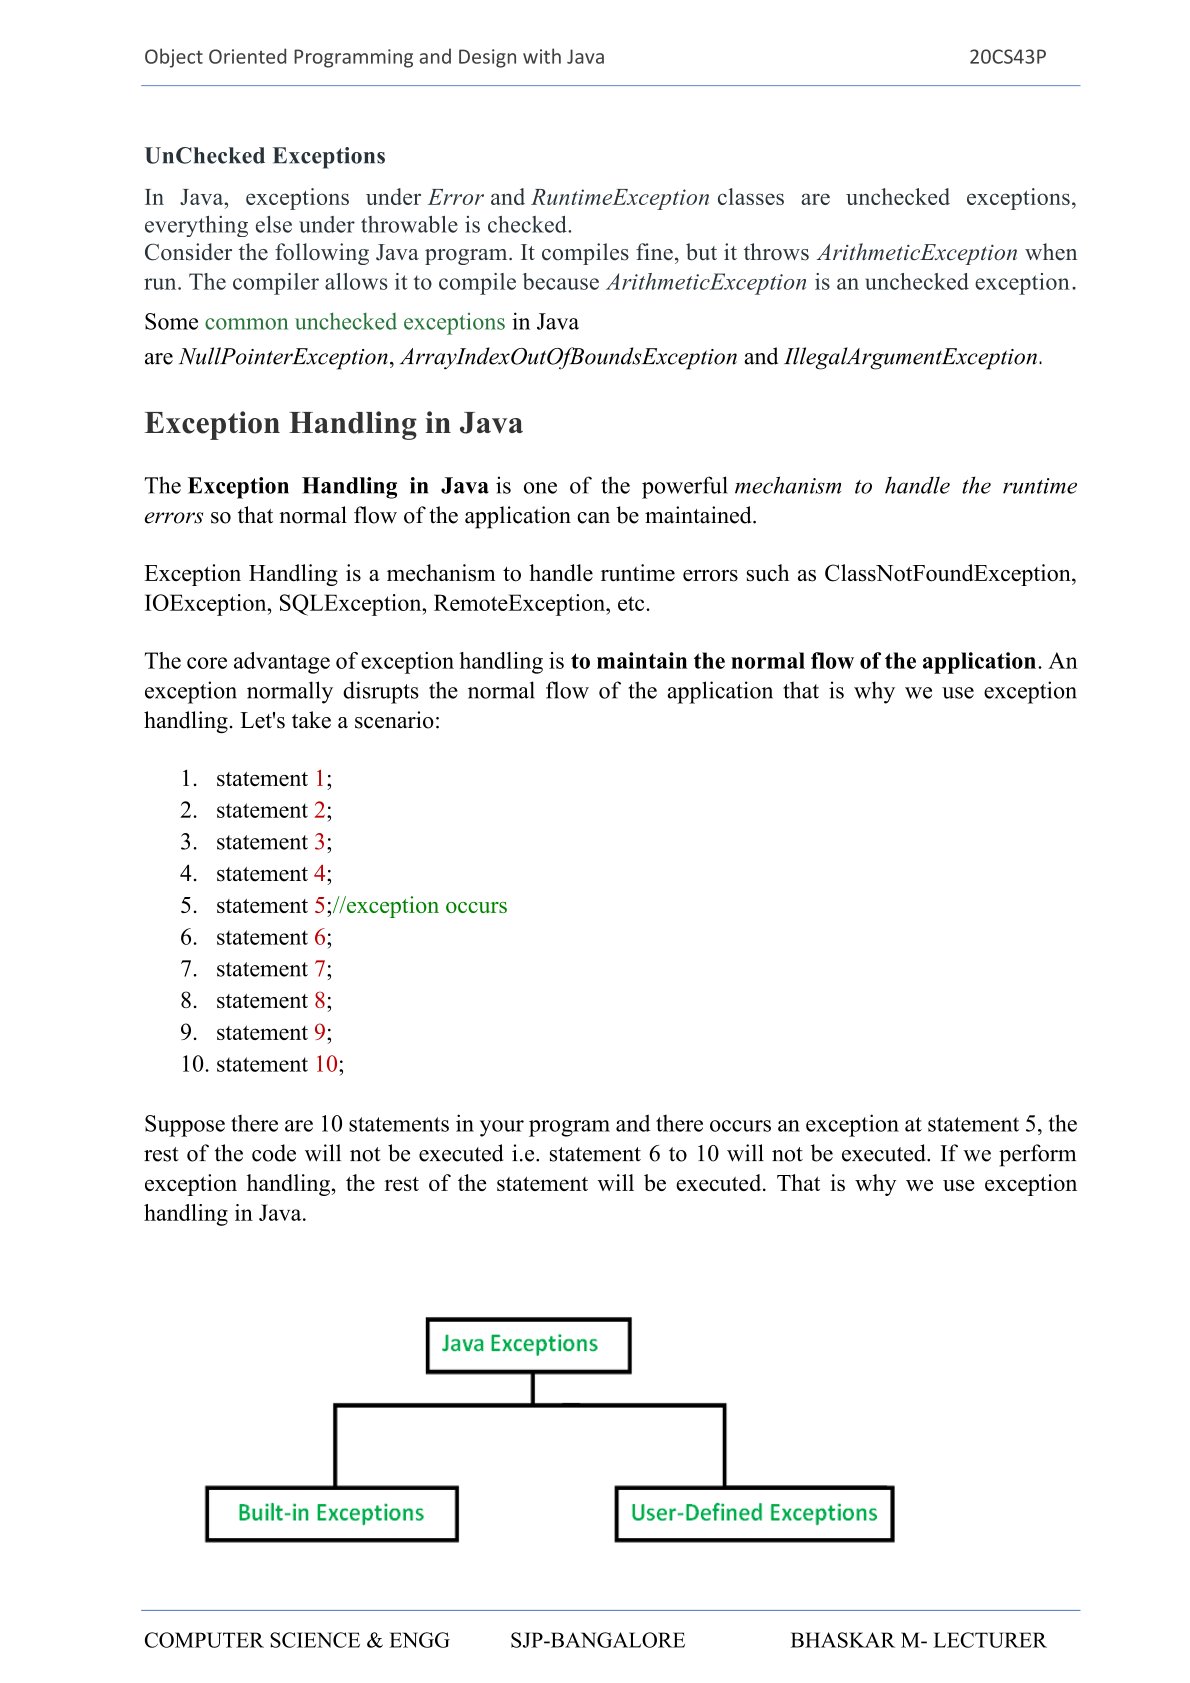 Object Oriented Programming and Design with Java 20CS43P
UnChecked Exceptions
In Java, exceptions under Error and RuntimeException classes are unchecked exceptions,
everything else under throwable is checked.
Consider the following Java program. It compiles fine, but it throws ArithmeticException when
run. The compiler allows it to compile because ArithmeticException is an unchecked exception.
Some common unchecked exceptions in Java
are NullPointerException, ArrayIndexOutOfBoundsException and IllegalArgumentException.
Exception Handling in Java
The Exception Handling in Java is one of the powerful mechanism to handle the runtime
errors so that normal flow of the application can be maintained.
Exception Handling is a mechanism to handle runtime errors such as ClassNotFoundException,
IOException, SQLException, RemoteException, etc.
The core advantage of exception handling is to maintain the normal flow of the application. An
exception normally disrupts the normal flow of the application that is why we use exception
handling. Let's take a scenario:
1. statement 1;
2. statement 2;
3. statement 3;
4. statement 4;
5. statement 5;//exception occurs
6. statement 6;
7. statement 7;
8. statement 8;
9. statement 9;
10. statement 10;
Suppose there are 10 statements in your program and there occurs an exception at statement 5, the
rest of the code will not be executed i.e. statement 6 to 10 will not be executed. If we perform
exception handling, the rest of the statement will be executed. That is why we use exception
handling in Java.
Java Exceptions
Built-in Exceptions User-Defined Exceptions
COMPUTER SCIENCE & ENGG SJP-BANGALORE BHASKAR M- LECTURER